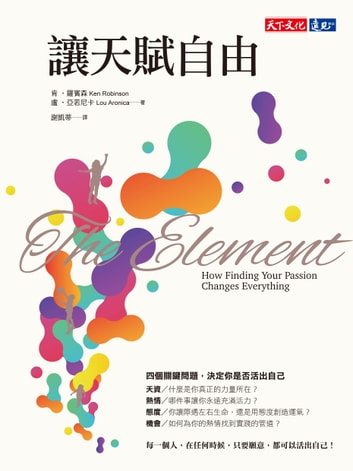 天下文化 遠見
讓天賦自由
肯・羅賓森 Ken Robinson
盧・亞若尼卡 Lou Aronica──著
謝凱蒂──譯
The Element
How Finding Your Passion
Changes Everything
四個關鍵問題，決定你是否活出自己
天資／什麼是你真正的力量所在？
熱情／哪件事讓你永遠充滿活力？
態度／你讓際遇左右生命，還是用態度創造運氣？
機會／如何為你的熱情找到實踐的管道？
每一個人，在任何時候，只要願意，都可以活出自己！